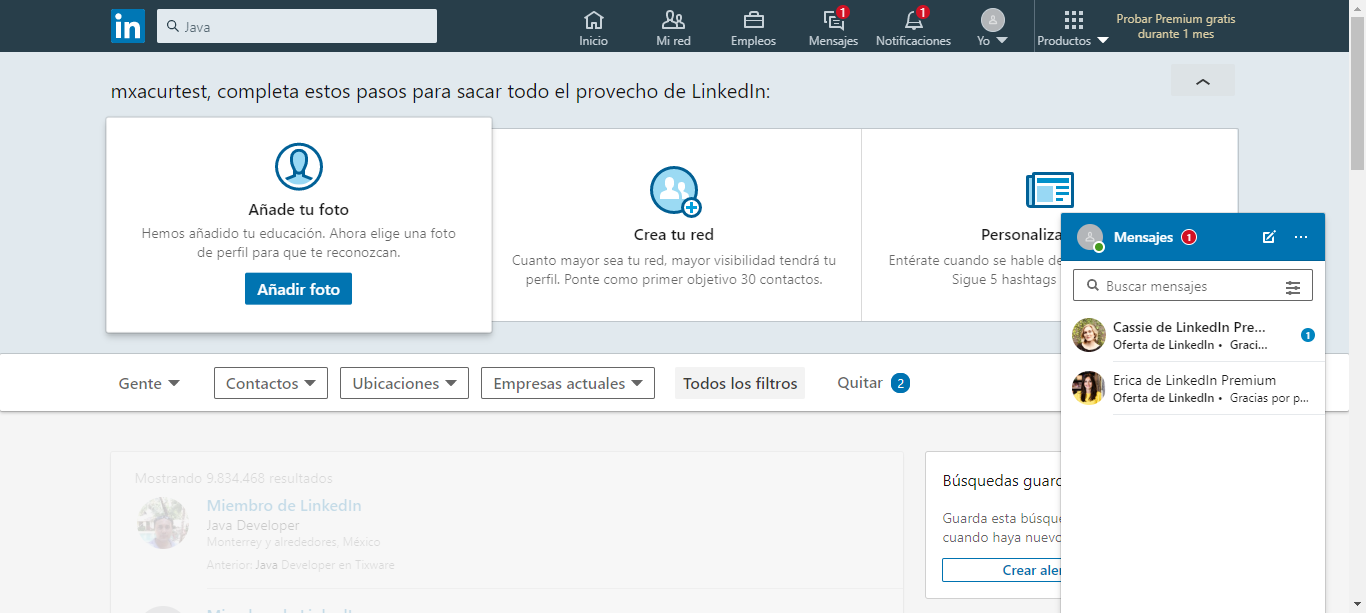 in
Java
Inicio
Mi red
Empleos
1
Mensajes
1
Notificaciones
Yo
Productos
Probar Premium gratis
durante 1 mes
mxacurtest, completa estos pasos para sacar todo el provecho de LinkedIn:
Añade tu foto
Hemos añadido tu educación. Ahora elige una foto
de perfil para que te reconozcan.
Añadir foto
Crea tu red
Cuanto mayor sea tu red, mayor visibilidad tendrá tu
perfil. Ponte como primer objetivo 30 contactos.
Personaliza
Entérate cuando se hable de
Sigue 5 hashtags
Mensajes 1
Buscar mensajes
Cassie de LinkedIn Pre...
Oferta de LinkedIn • Graci...
1
Erica de LinkedIn Premium
Oferta de LinkedIn • Gracias por p...
Gente
Contactos
Ubicaciones
Empresas actuales
Todos los filtros
Quitar 2
Mostrando 9.834.468 resultados
Miembro de LinkedIn
Java Developer
Monterrey y alrededores, México
Anterior: Java Developer en Tixware
Búsquedas guard
Guarda esta búsque
cuando haya nuevo
Crear aler